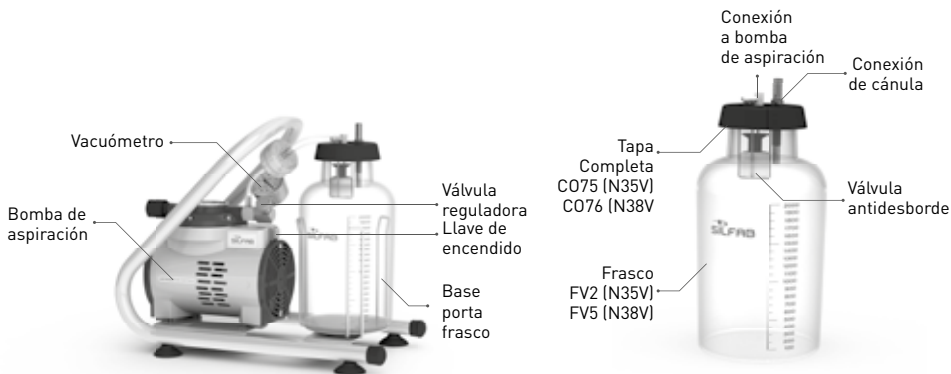 Vacuómetro
Bomba de
aspiración
Válvula
reguladora
Llave de
encendido
Base
porta
frasco
SILFAB
Conexión
a bomba
de aspiración
Conexión
de cánula
Tapa
Completa
CO75 (N35V)
CO76 (N38V
Válvula
antidesborde
SILFAB
Frasco
FV2 (N35V)
FV5 (N38V)